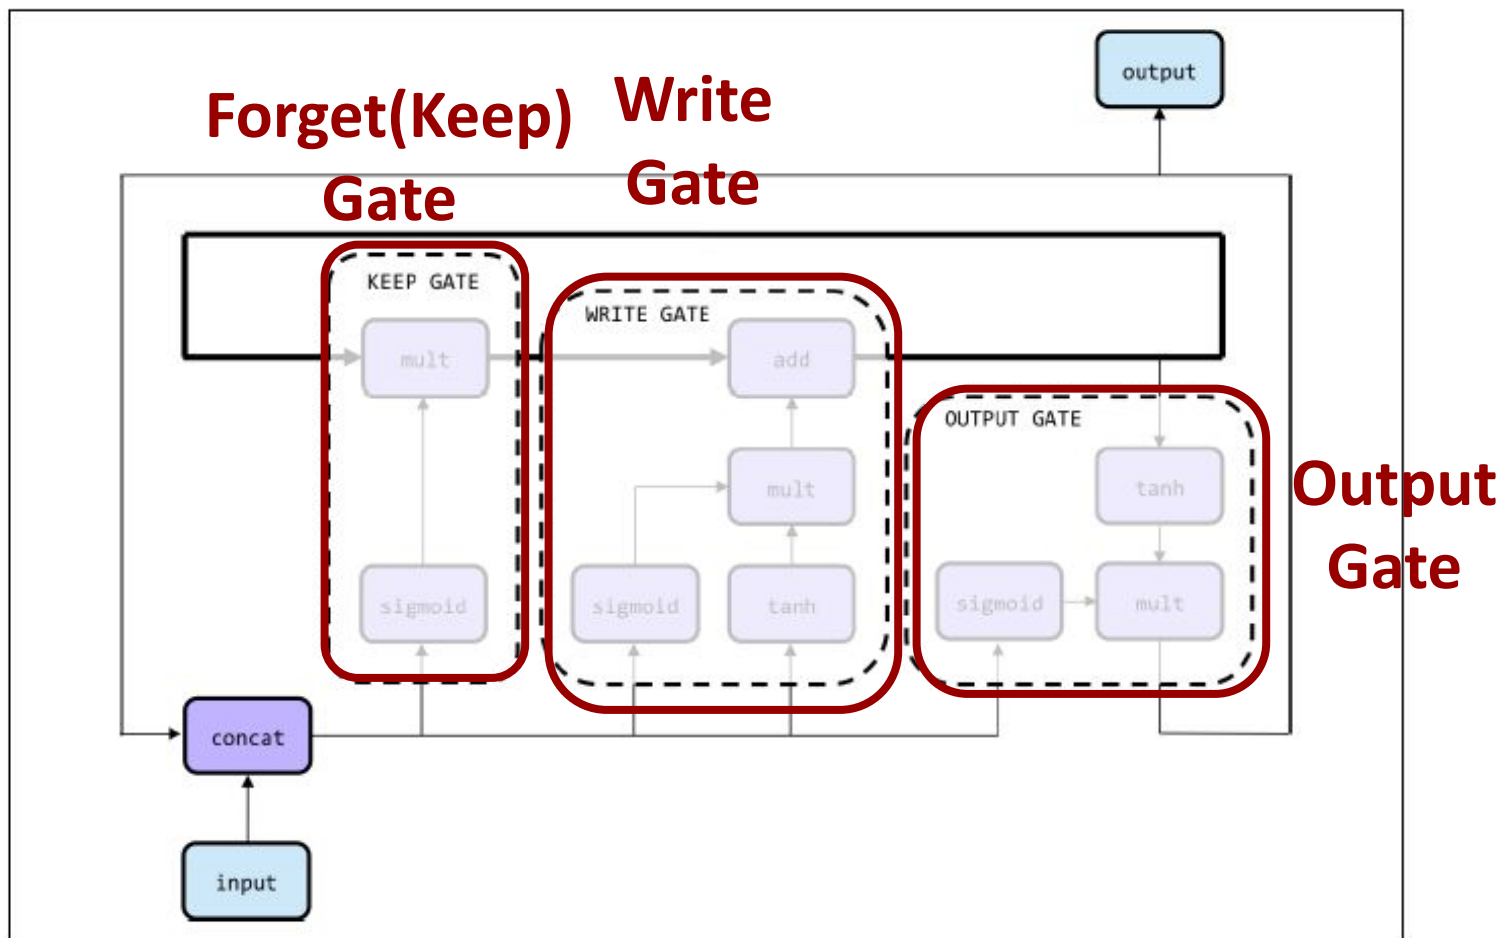 output
Forget(Keep)
Gate
Write
Gate
KEEP GATE
WRITE GATE
mult
add
OUTPUT GATE
mult
tanh
Output
Gate
sigmoid
sigmoid
tanh
sigmoid
mult
concat
input